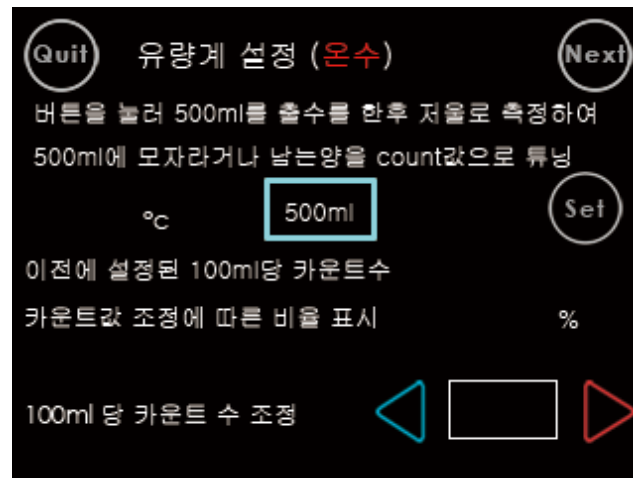 Quit 유량계 설정 (온수) Next
버튼을 눌러 500ml를 출수를 한후 저울로 측정하여
500ml에 모자라거나 남는양을 count값으로 튜닝
°C 500ml Set
이전에 설정된 100ml당 카운트수
카운트값 조정에 따른 비율 표시 %
100ml 당 카운트 수 조정